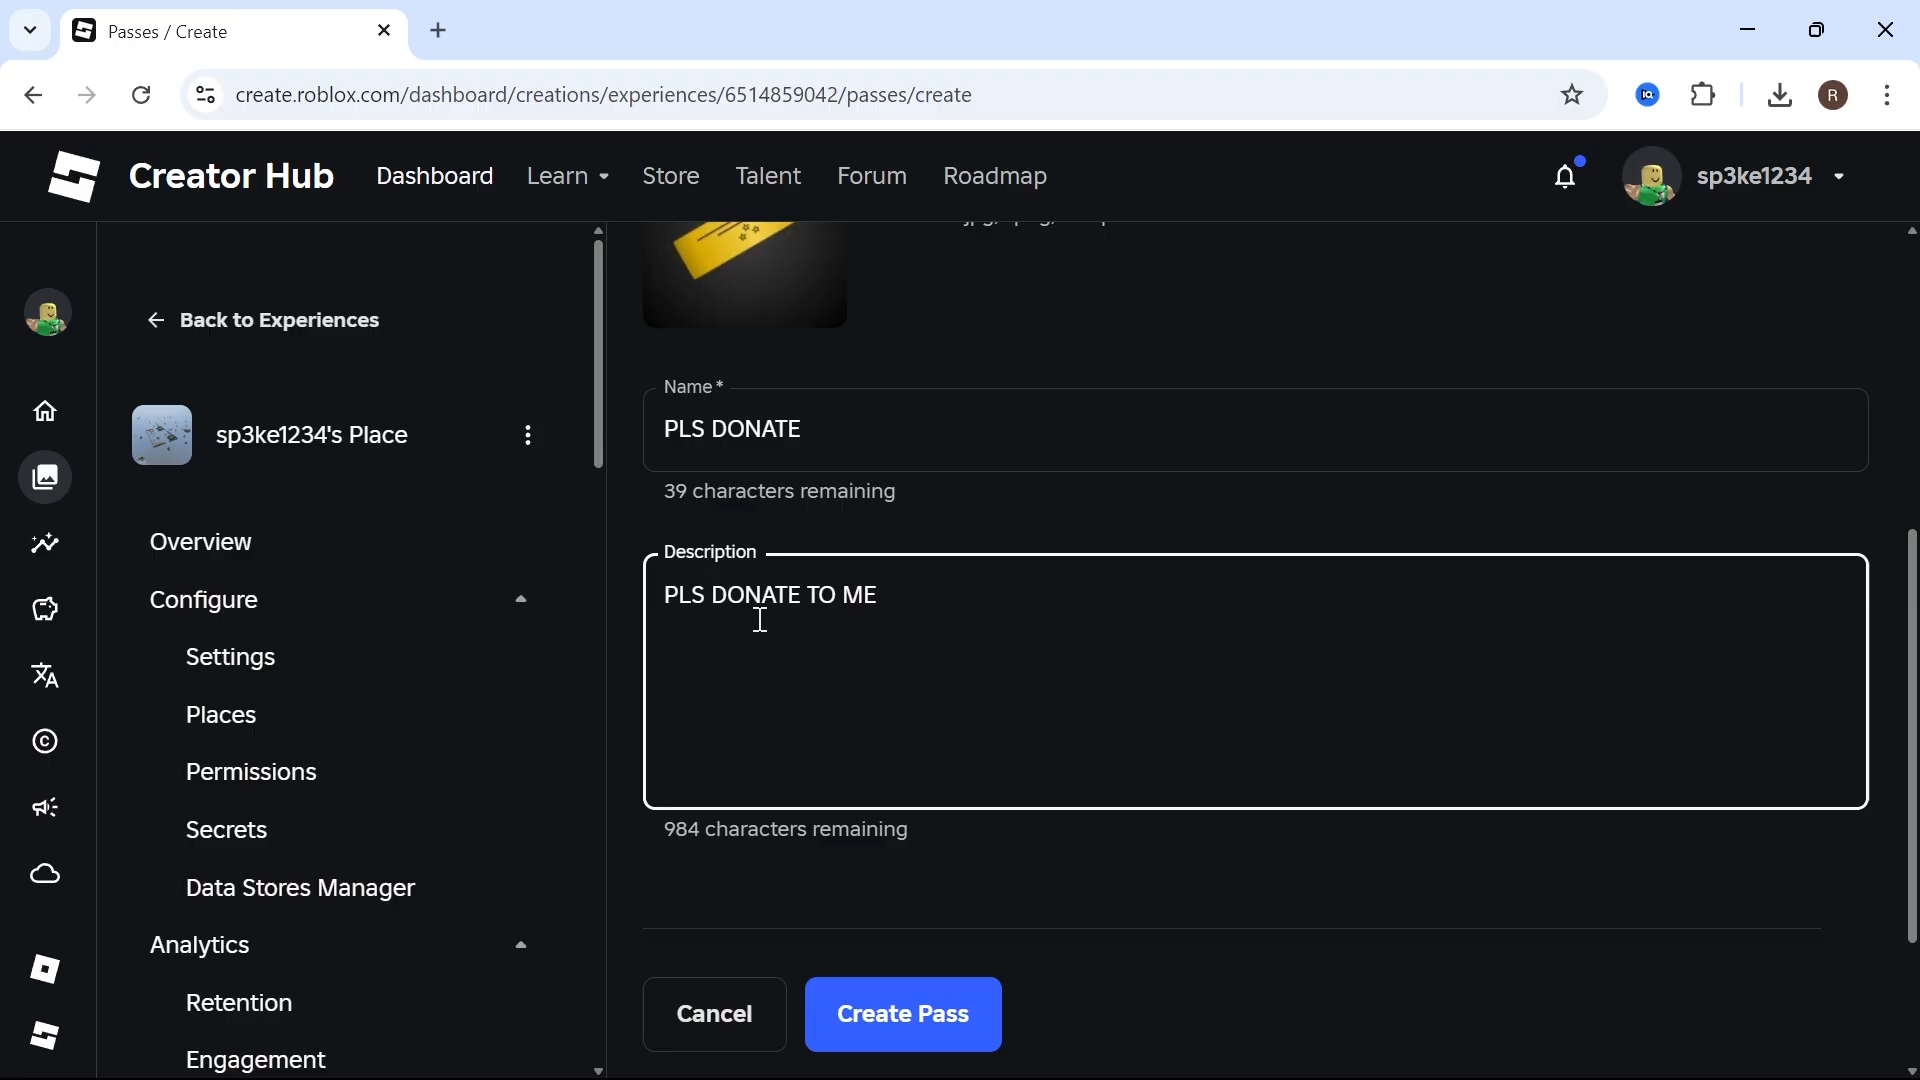 Passes / Create
create.roblox.com/dashboard/creations/experiences/6514859042/passes/create
R
Creator Hub
Dashboard
Learn
Store
Talent
Forum
Roadmap
sp3ke1234
Back to Experiences
sp3ke1234's Place
Overview
Configure
Settings
Places
Permissions
Secrets
Data Stores Manager
Analytics
Retention
Engagement
Name*
PLS DONATE
39 characters remaining
Description
PLS DONATE TO ME
984 characters remaining
Cancel
Create Pass